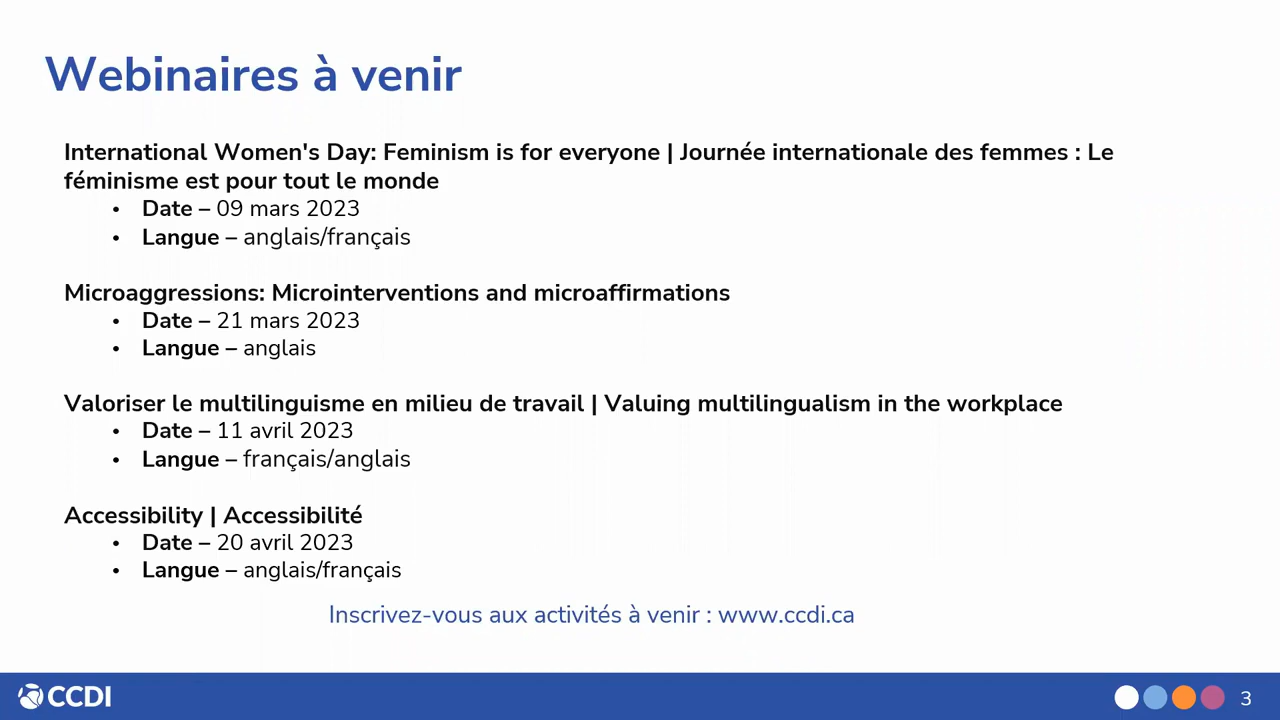 Webinaires à venir
International Women's Day: Feminism is for everyone | Journée internationale des femmes : Le
féminisme est pour tout le monde
• Date – 09 mars 2023
• Langue – anglais/français
Microaggressions: Microinterventions and microaffirmations
• Date – 21 mars 2023
• Langue – anglais
Valoriser le multilinguisme en milieu de travail | Valuing multilingualism in the workplace
• Date – 11 avril 2023
• Langue – français/anglais
Accessibility | Accessibilité
• Date – 20 avril 2023
• Langue – anglais/français
Inscrivez-vous aux activités à venir : www.ccdi.ca
CCDI
3